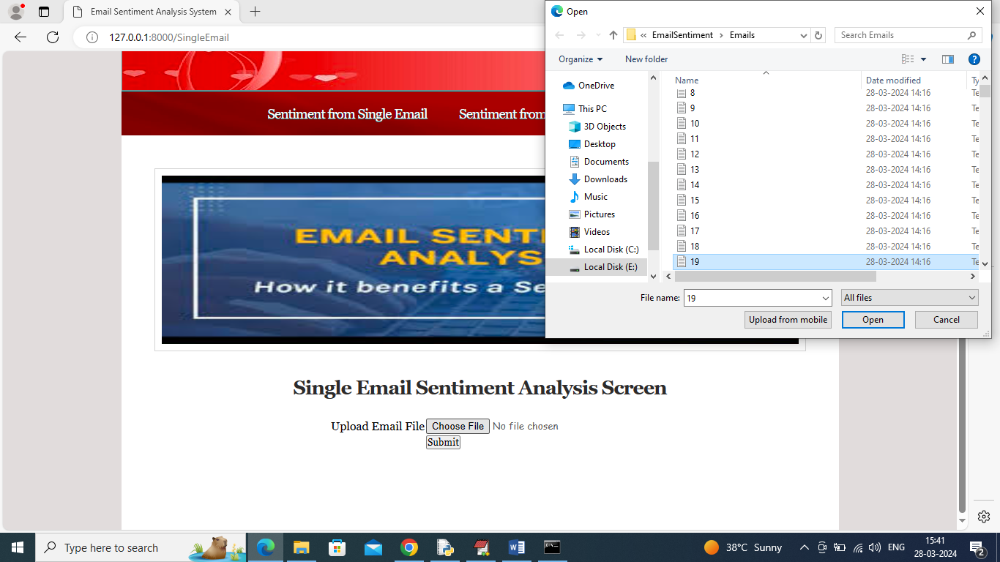 Email Sentiment Analysis System
127.0.0.1:8000/SingleEmail
Sentiment from Single Email
Sentiment from
EMAIL SENTI
ANALYS
How it benefits a Se
Single Email Sentiment Analysis Screen
Upload Email File Choose File No file chosen
Submit
Open
« EmailSentiment > Emails
Search Emails
Organize
New folder
OneDrive
This PC
3D Objects
Desktop
Documents
Downloads
Music
Pictures
Videos
Local Disk (C:)
Local Disk (E:)
Name Date modified Ty
8 28-03-2024 14:16 Te
9 28-03-2024 14:16 Te
10 28-03-2024 14:16 Te
11 28-03-2024 14:16 Te
12 28-03-2024 14:16 Te
13 28-03-2024 14:16 Te
14 28-03-2024 14:16 Te
15 28-03-2024 14:16 Te
16 28-03-2024 14:16 Te
17 28-03-2024 14:16 Te
18 28-03-2024 14:16 Te
19 28-03-2024 14:16 Te
File name: 19
All files
Upload from mobile
Open
Cancel
Type here to search
38°C Sunny
ENG
15:41
28-03-2024
2